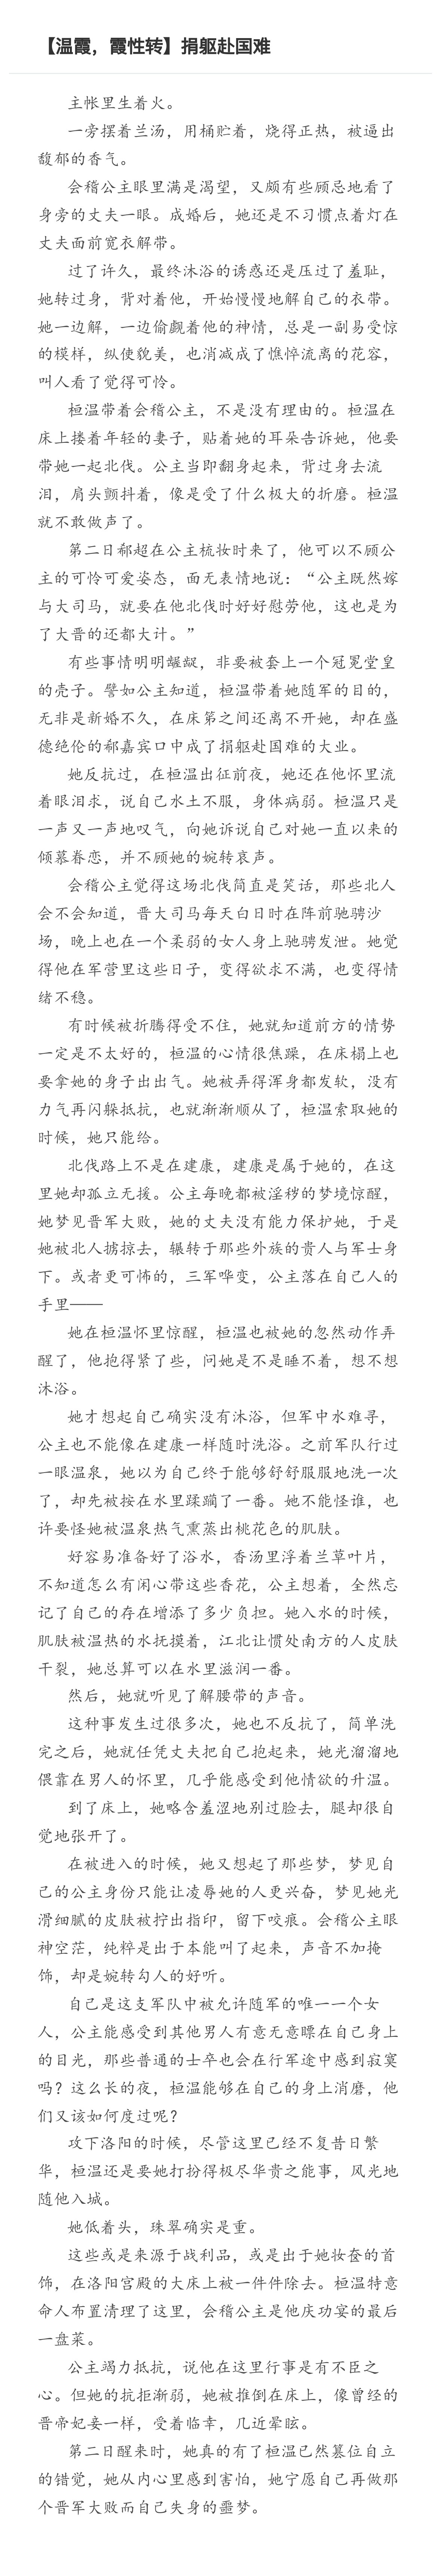 【温霞，霞性转】捐躯赴国难
主帐里生着火。
一旁摆着兰汤，用桶贮着，烧得正热，被逼出
馥郁的香气。
会稽公主眼里满是渴望，又颇有些顾忌地看了
身旁的丈夫一眼。成婚后，她还是不习惯点着灯在
丈夫面前宽衣解带。
过了许久，最终沐浴的诱惑还是压过了羞耻，
她转过身，背对着他，开始慢慢地解自己的衣带。
她一边解，一边偷觑着他的神情，总是一副易受惊
的模样，纵使貌美，也消减成了憔悴流离的花容，
叫人看了觉得可怜。
桓温带着会稽公主，不是没有理由的。桓温在
床上搂着年轻的妻子，贴着她的耳朵告诉她，他要
带她一起北伐。公主当即翻身起来，背过身去流
泪，肩头颤抖着，像是受了什么极大的折磨。桓温
就不敢做声了。
第二日郗超在公主梳妆时来了，他可以不顾公
主的可怜可爱姿态，面无表情地说：“公主既然嫁
与大司马，就要在他北伐时好好慰劳他，这也是为
了大晋的还都大计。”
有些事情明明龌龊，非要被套上一个冠冕堂皇
的壳子。譬如公主知道，桓温带着她随军的目的，
无非是新婚不久，在床笫之间还离不开她，却在盛
德绝伦的郗嘉宾口中成了捐躯赴国难的大业。
她反抗过，在桓温出征前夜，她还在他怀里流
着眼泪求，说自己水土不服，身体病弱。桓温只是
一声又一声地叹气，向她诉说自己对她一直以来的
倾慕眷恋，并不顾她的婉转哀声。
会稽公主觉得这场北伐简直是笑话，那些北人
会不会知道，晋大司马每天白日时在阵前驰骋沙
场，晚上也在一个柔弱的女人身上驰骋发泄。她觉
得他在军营里这些日子，变得欲求不满，也变得情
绪不稳。
有时候被折腾得受不住，她就知道前方的情势
一定是不太好的，桓温的心情很焦躁，在床榻上也
要拿她的身子出出气。她被弄得浑身都发软，没有
力气再闪躲抵抗，也就渐渐顺从了，桓温索取她的
时候，她只能给。
北伐路上不是在建康，建康是属于她的，在这
里她却孤立无援。公主每晚都被淫秽的梦境惊醒，
她梦见晋军大败，她的丈夫没有能力保护她，于是
她被北人掳掠去，辗转于那些外族的贵人与军士身
下。或者更可怖的，三军哗变，公主落在自己人的
手里——
她在桓温怀里惊醒，桓温也被她的忽然动作弄
醒了，他抱得紧了些，问她是不是睡不着，想不想
沐浴。
她才想起自己确实没有沐浴，但军中水难寻，
公主也不能像在建康一样随时洗浴。之前军队行过
一眼温泉，她以为自己终于能够舒舒服服地洗一次
了，却先被按在水里蹂躏了一番。她不能怪谁，也
许要怪她被温泉热气熏蒸出桃花色的肌肤。
好容易准备好了浴水，香汤里浮着兰草叶片，
不知道怎么有闲心带这些香花，公主想着，全然忘
记了自己的存在增添了多少负担。她入水的时候，
肌肤被温热的水抚摸着，江北让惯处南方的人皮肤
干裂，她总算可以在水里滋润一番。
然后，她就听见了解腰带的声音。
这种事发生过很多次，她也不反抗了，简单洗
完之后，她就任凭丈夫把自己抱起来，她光溜溜地
偎靠在男人的怀里，几乎能感受到他情欲的升温。
到了床上，她略含羞涩地别过脸去，腿却很自
觉地张开了。
在被进入的时候，她又想起了那些梦，梦见自
己的公主身份只能让凌辱她的人更兴奋，梦见她光
滑细腻的皮肤被拧出指印，留下咬痕。会稽公主眼
神空茫，纯粹是出于本能叫了起来，声音不加掩
饰，却是婉转勾人的好听。
自己是这支军队中被允许随军的唯一一个女
人，公主能感受到其他男人有意无意瞟在自己身上
的目光，那些普通的士卒也会在行军途中感到寂寞
吗？这么长的夜，桓温能够在自己的身上消磨，他
们又该如何度过呢？
攻下洛阳的时候，尽管这里已经不复昔日繁
华，桓温还是要她打扮得极尽华贵之能事，风光地
随他入城。
她低着头，珠翠确实是重。
这些或是来源于战利品，或是出于她妆奁的首
饰，在洛阳宫殿的大床上被一件件除去。桓温特意
命人布置清理了这里，会稽公主是他庆功宴的最后
一盘菜。
公主竭力抵抗，说他在这里行事是有不臣之
心。但她的抗拒渐弱，她被推倒在床上，像曾经的
晋帝妃妾一样，受着临幸，几近晕眩。
第二日醒来时，她真的有了桓温已然篡位自立
的错觉，她从内心里感到害怕，她宁愿自己再做那
个晋军大败而自己失身的噩梦。